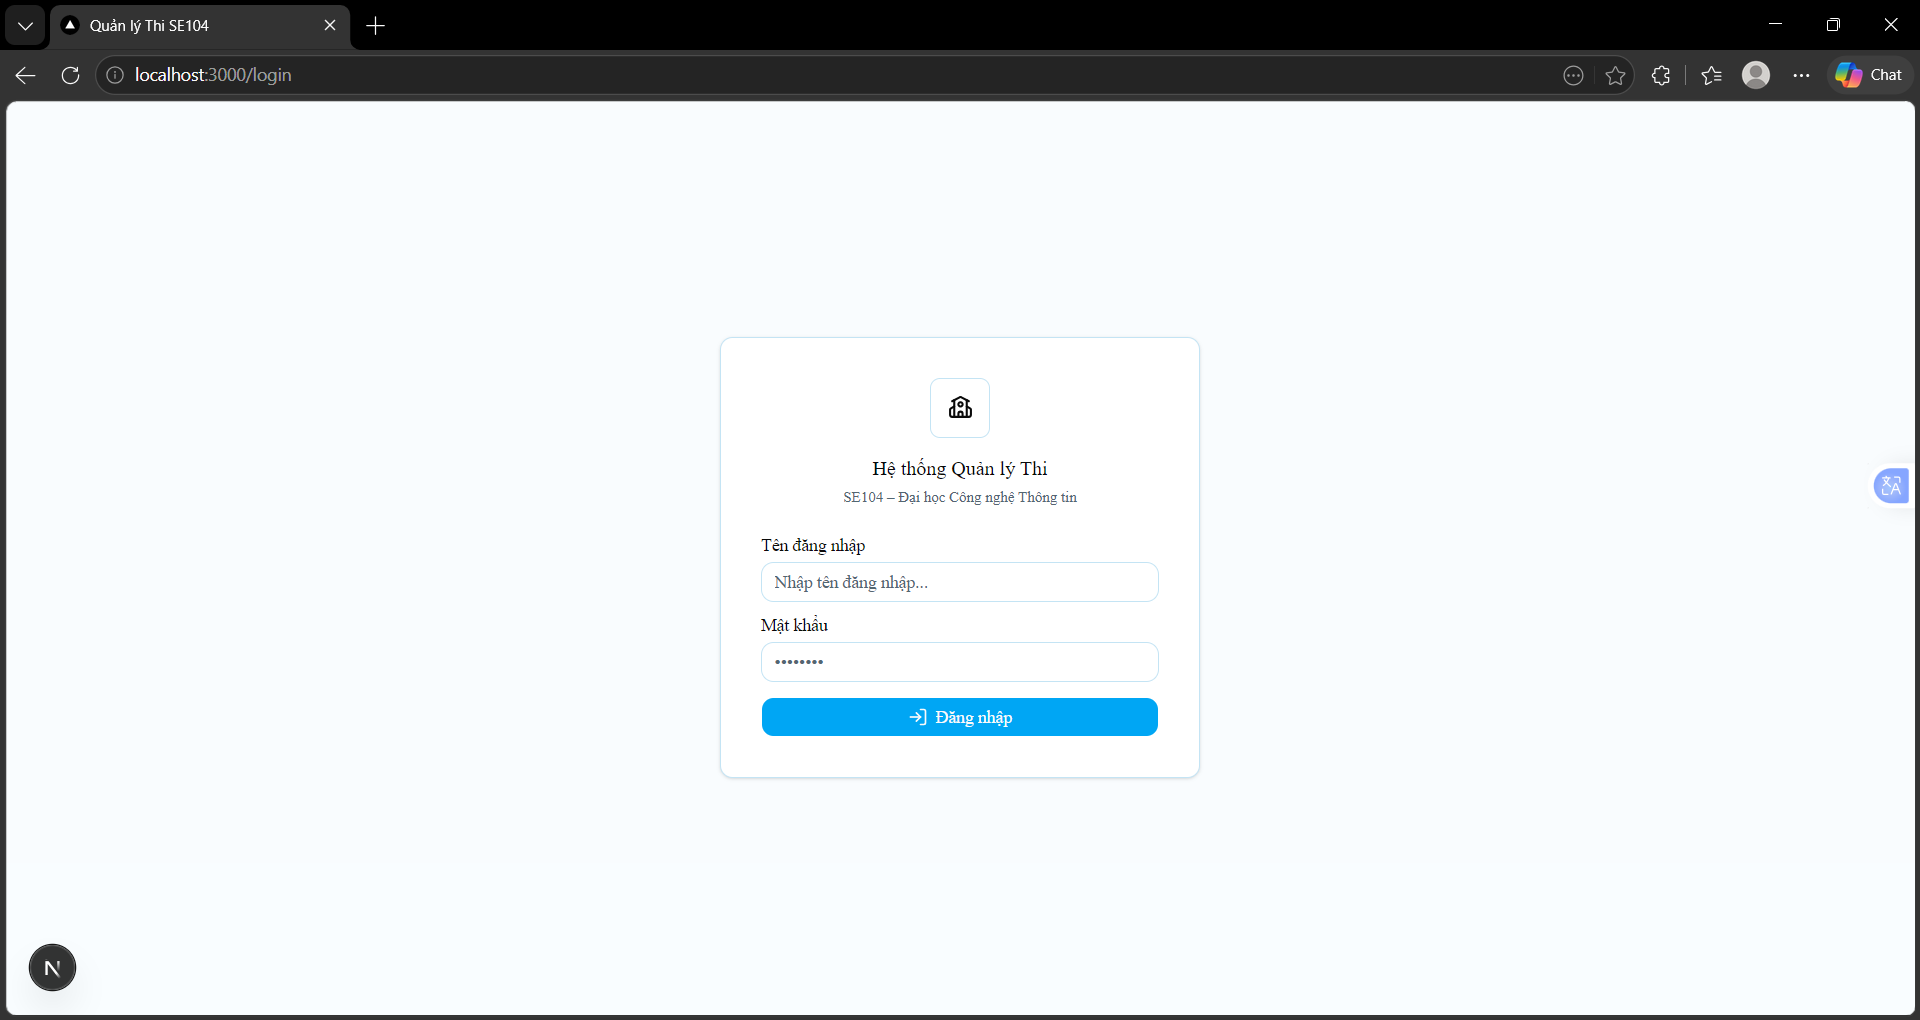 Quản lý Thi SE104
localhost:3000/login
Chat
Hệ thống Quản lý Thi
SE104 – Đại học Công nghệ Thông tin
Tên đăng nhập
Nhập tên đăng nhập...
Mật khẩu
••••••••
Đăng nhập
N